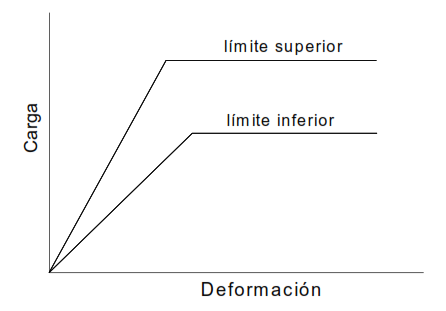 límite superior
límite inferior
Carga
Deformación